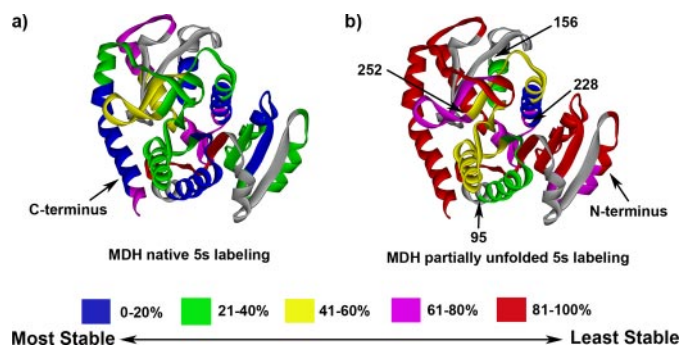 a)
b)
156
252
228
C-terminus
N-terminus
95
MDH native 5s labeling
MDH partially unfolded 5s labeling
0-20%
21-40%
41-60%
61-80%
81-100%
Most Stable
Least Stable